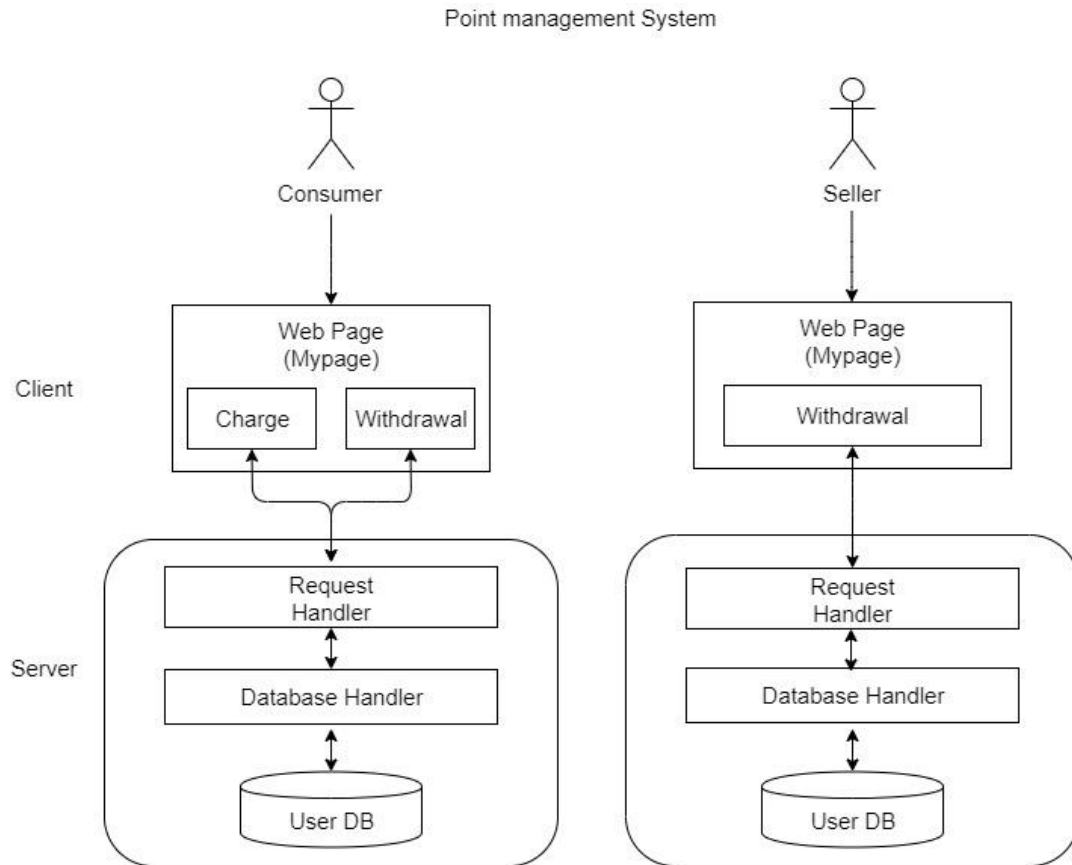 Point management System
Consumer
Seller
Client
Web Page
(Mypage)
Charge
Withdrawal
Web Page
(Mypage)
Withdrawal
Server
Request
Handler
Database Handler
User DB
Request
Handler
Database Handler
User DB